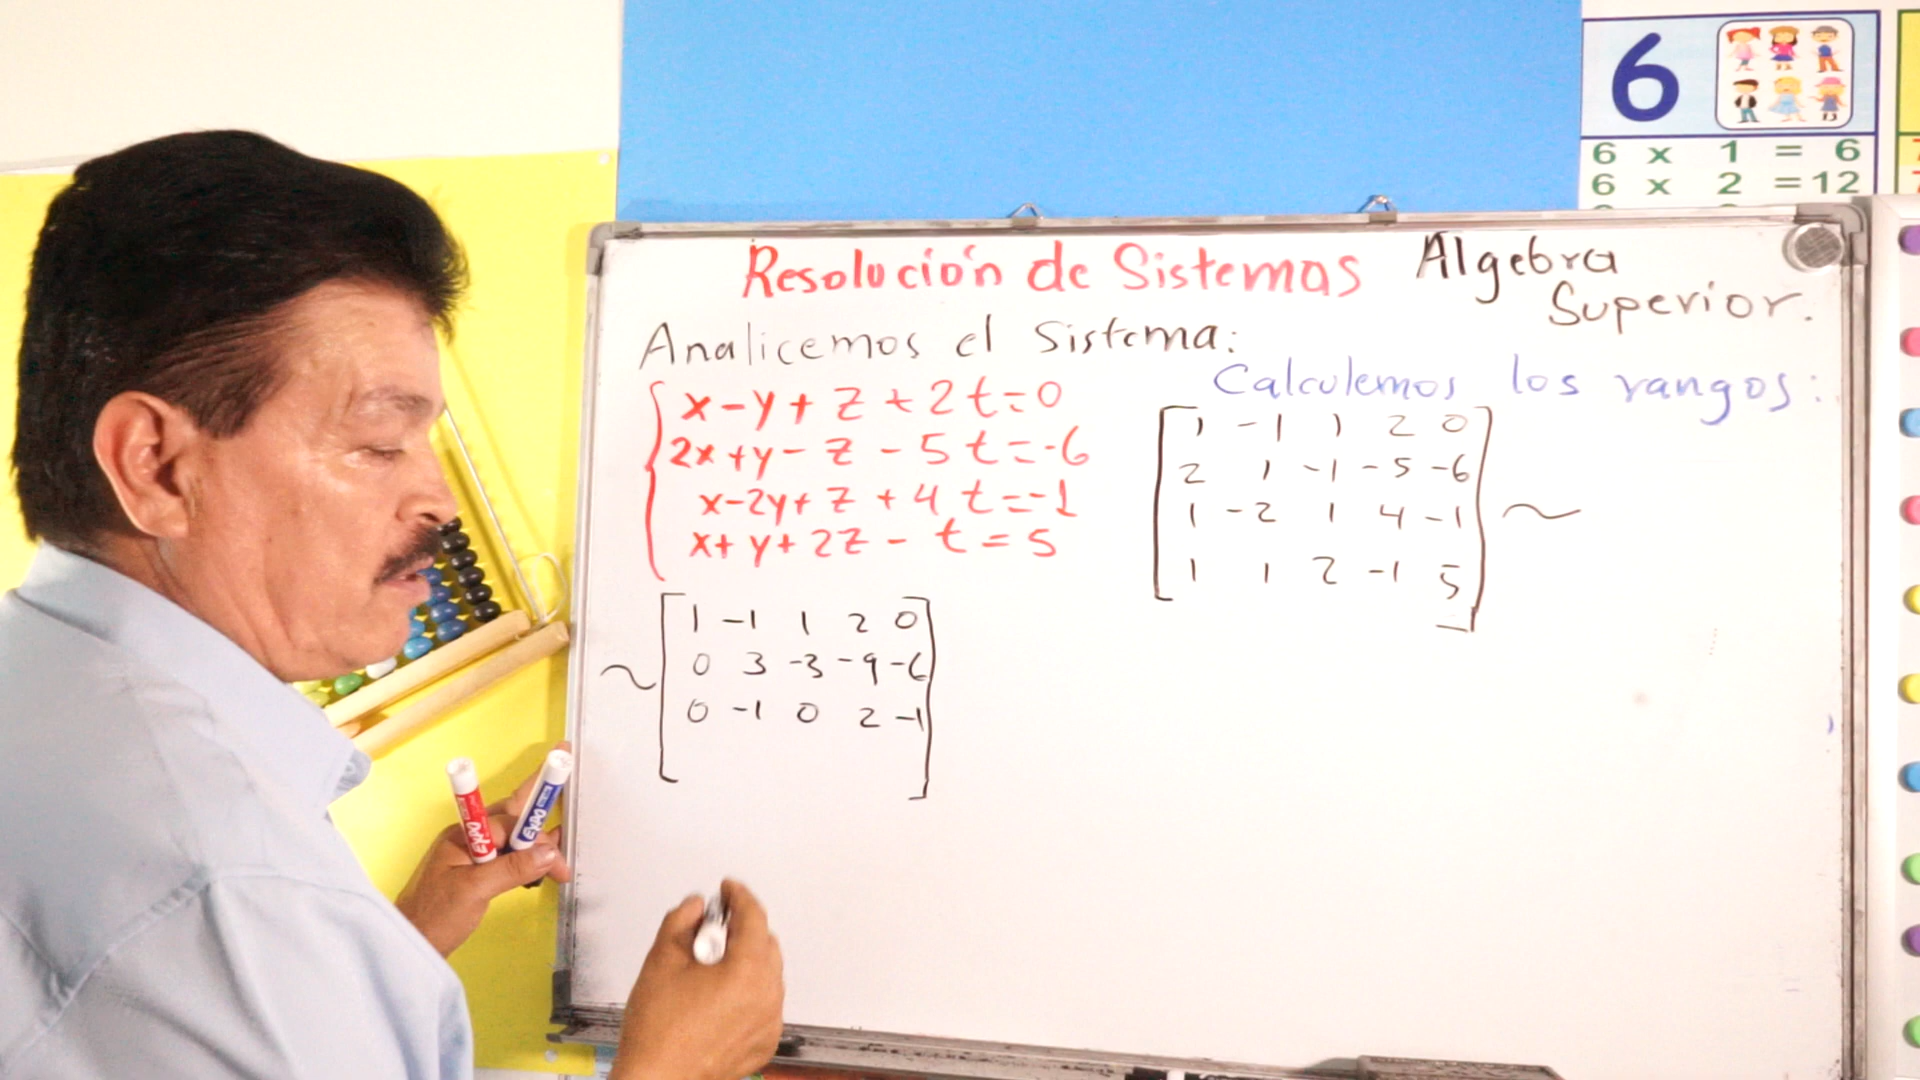 Resolución de Sistemas
Algebra
Superior.
Analicemos el Sistema:
x-y+z+2t=0
2x+y-z-5t=-6
x-2y+z+4t=-1
x+y+2z-t=5
Calculemos los rangos:
1 -1 1 2 0
2 1 -1 -5 -6
1 -2 1 4 -1 ~
1 1 2 -1 5
1 -1 1 2 0
~ 0 3 -3 -9 -6
0 -1 0 2 -1
6
6 x 1 = 6
6 x 2 = 12
EXPO
EXPO